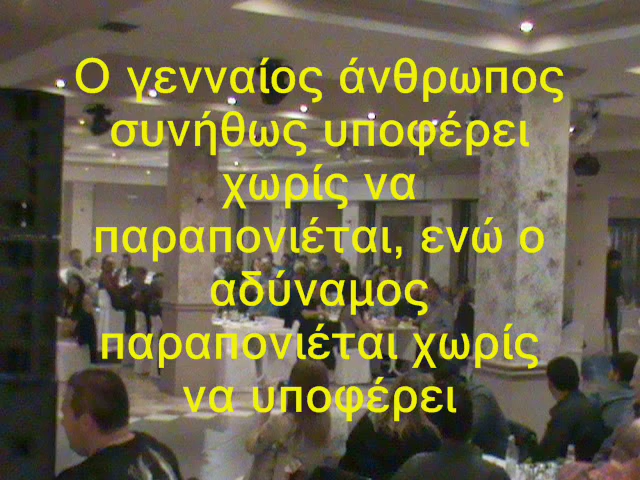 Ο γενναίος άνθρωπος
συνήθως υποφέρει
χωρίς να
παραπονιέται, ενώ ο
αδύναμος
παραπονιέται χωρίς
να υποφέρει